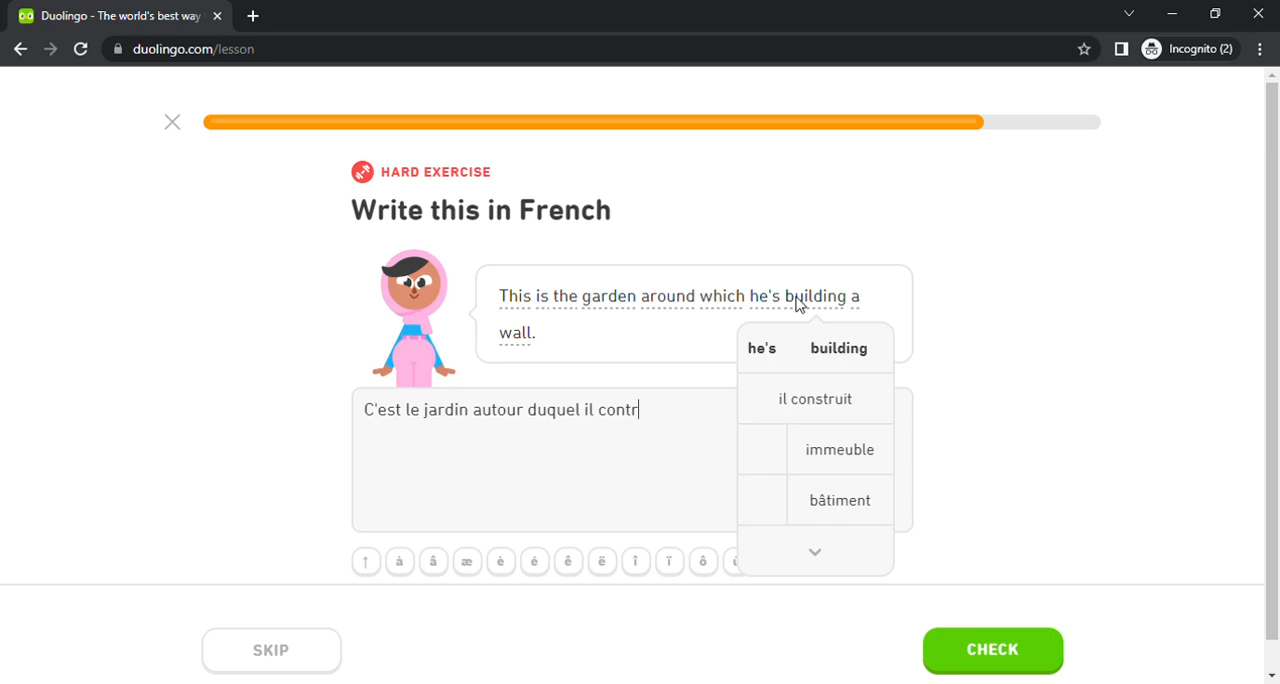 Duolingo - The world's best way
duolingo.com/lesson
Incognito (2)
HARD EXERCISE
Write this in French
This is the garden around which he's building a
wall.
he's building
il construit
immeuble
bâtiment
C'est le jardin autour duquel il contr
↑ à â æ è é ê ë î ï ô
SKIP
CHECK